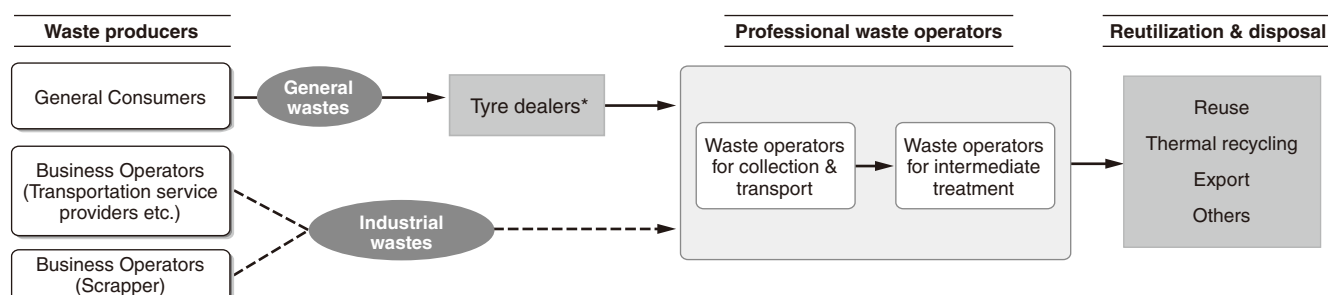 Waste producers
Professional waste operators
Reutilization & disposal
General Consumers
General
wastes
Tyre dealers*
Business Operators
(Transportation service
providers etc.)
Industrial
wastes
Business Operators
(Scrapper)
Waste operators
for collection &
transport
Waste operators
for intermediate
treatment
Reuse
Thermal recycling
Export
Others